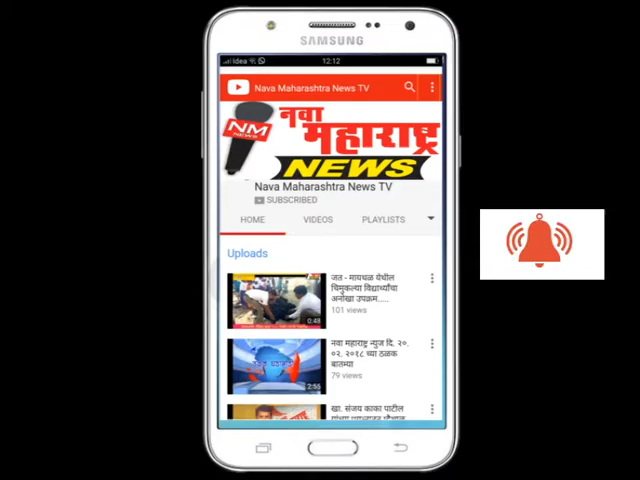 SAMSUNG
Idea
12:12
Nava Maharashtra News TV
नवा
NM
NEWS
महाराष्ट्र
NEWS
Nava Maharashtra News TV
SUBSCRIBED
HOME VIDEOS PLAYLISTS
Uploads
जत - मायथळ येथील
चिमुकल्या विद्यार्थ्यांचा
अनोखा उपक्रम.....
101 views
0:48
नवा महाराष्ट्र न्युज दि. २०.
०२. २०१८ च्या ठळक
बातम्या
79 views
2:55
खा. संजय काका पाटील